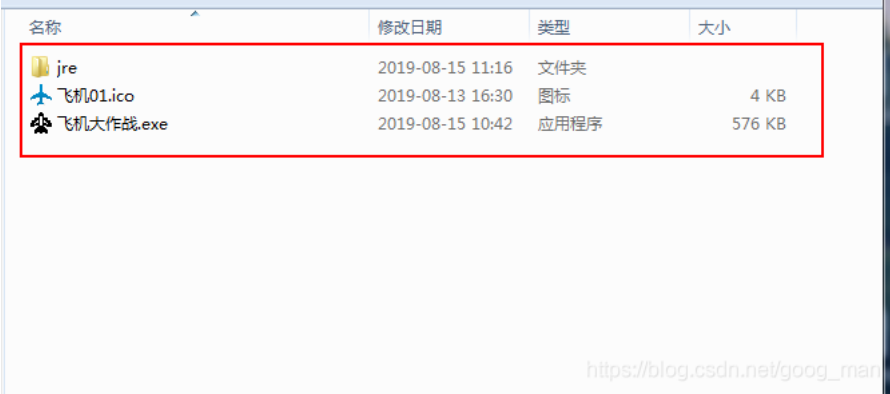 名称 修改日期 类型 大小
jre 2019-08-15 11:16 文件夹
飞机01.ico 2019-08-13 16:30 图标 4 KB
飞机大作战.exe 2019-08-15 10:42 应用程序 576 KB
https://blog.csdn.net/goog_man